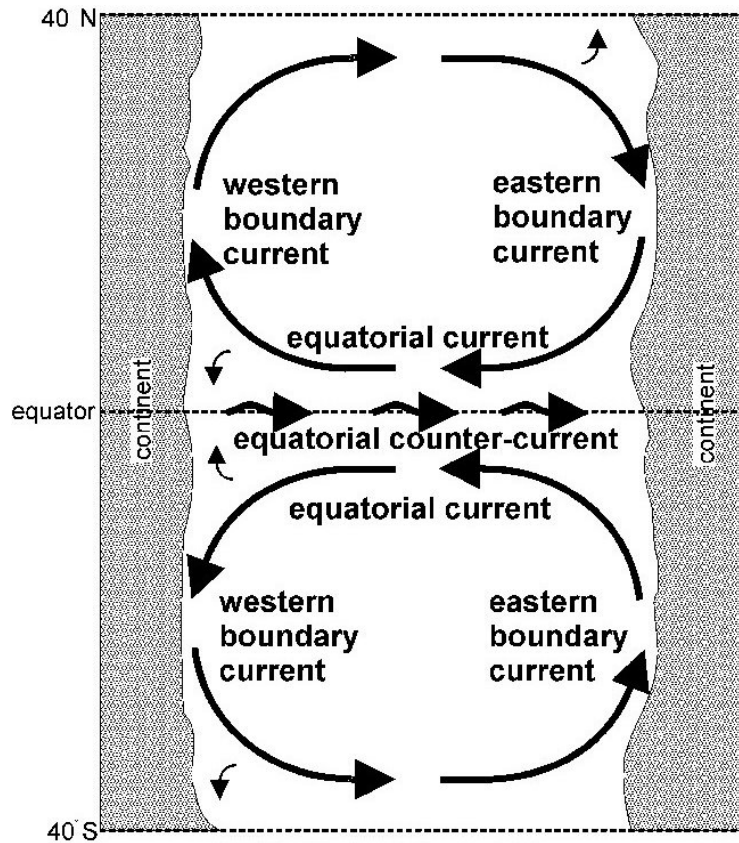 40 N
western
boundary
current
eastern
boundary
current
equatorial current
equator
continent
continent
equatorial counter-current
equatorial current
western
boundary
current
eastern
boundary
current
40°S